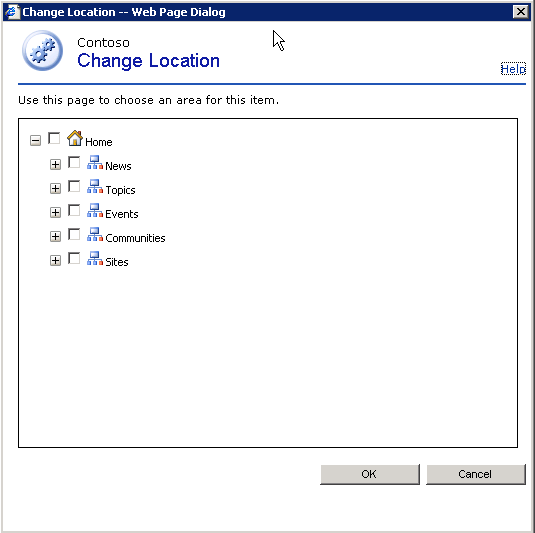 Change Location -- Web Page Dialog
Contoso
Change Location
Help
Use this page to choose an area for this item.
Home
News
Topics
Events
Communities
Sites
OK
Cancel